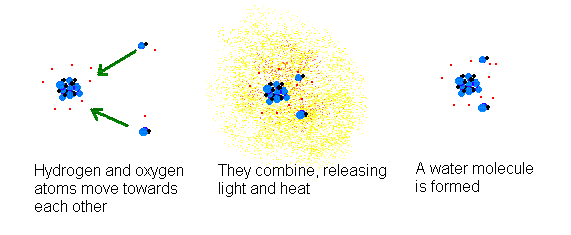 Hydrogen and oxygen
atoms move towards
each other
They combine, releasing
light and heat
A water molecule
is formed